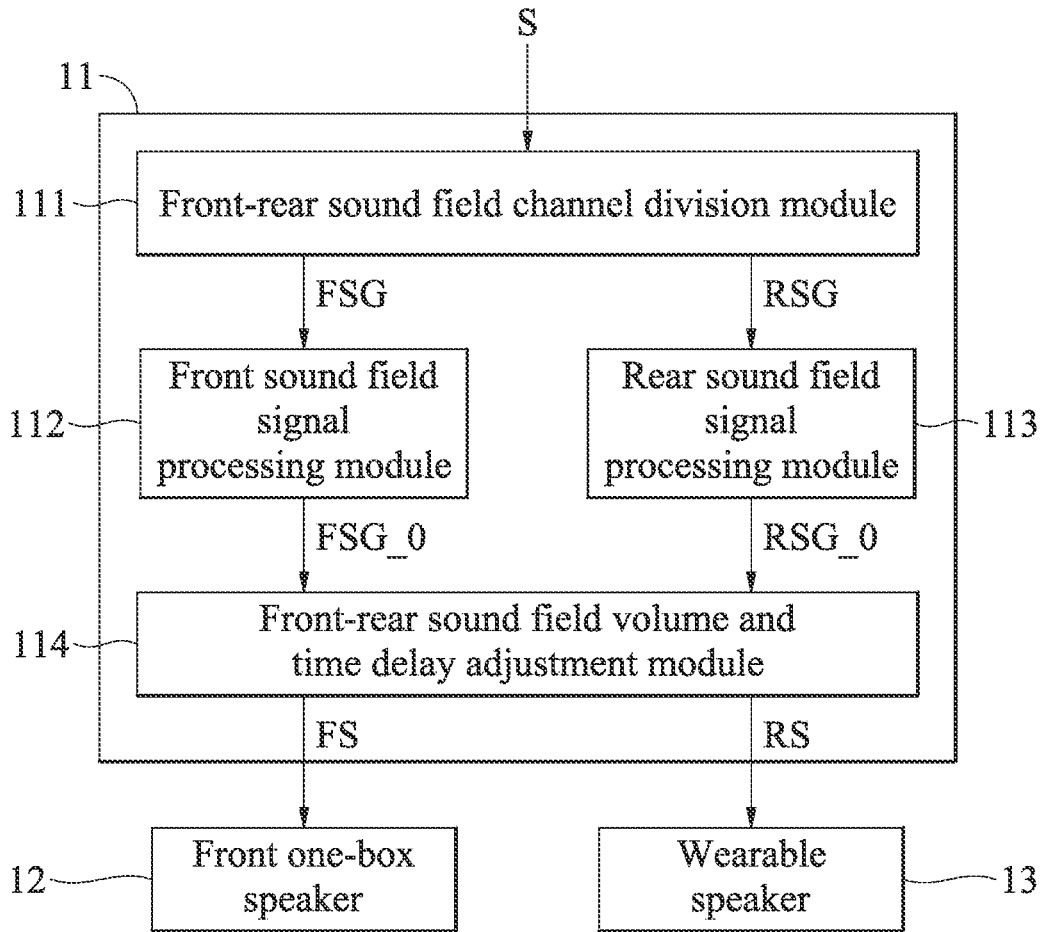 S
11
111
Front-rear sound field channel division module
FSG
RSG
112
Front sound field
signal
processing module
Rear sound field
signal
processing module
113
FSG_0
RSG_0
114
Front-rear sound field volume and
time delay adjustment module
FS
RS
12
Front one-box
speaker
Wearable
speaker
13